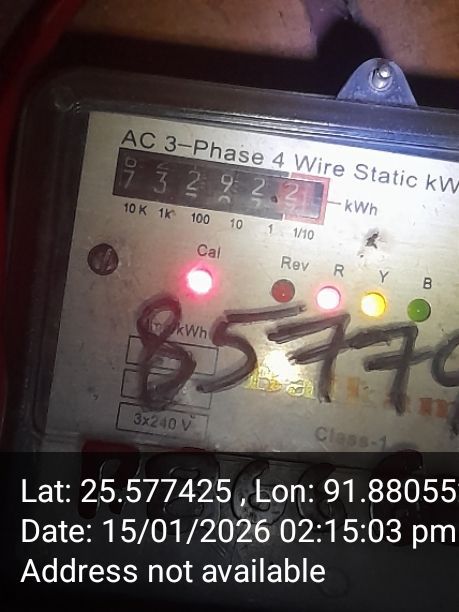 AC 3-Phase 4 Wire Static kW
7 3 2 9 2 2
kWh
10 K 1k 100 10 1 1/10
Cal
Rev R Y B
kWh
8577
3x240 V
Class-1
Lat: 25.577425 , Lon: 91.88055
Date: 15/01/2026 02:15:03 pm
Address not available